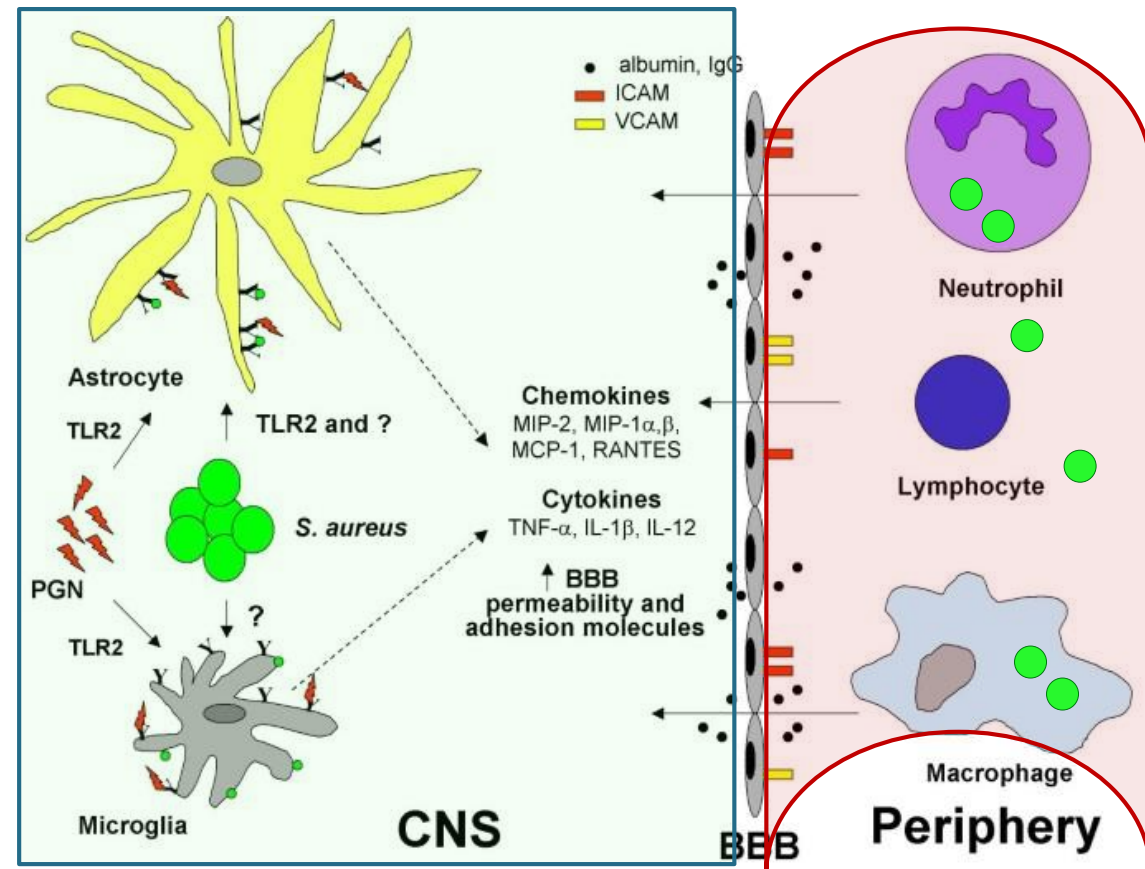 albumin, IgG
ICAM
VCAM
Neutrophil
Astrocyte
TLR2
TLR2 and ?
Chemokines
MIP-2, MIP-1α,β,
MCP-1, RANTES
Lymphocyte
S. aureus
Cytokines
TNF-α, IL-1β, IL-12
PGN
↑ BBB
permeability and
adhesion molecules
?
TLR2
Y
Y
Y
Y
Macrophage
Microglia
CNS
BBB
Periphery